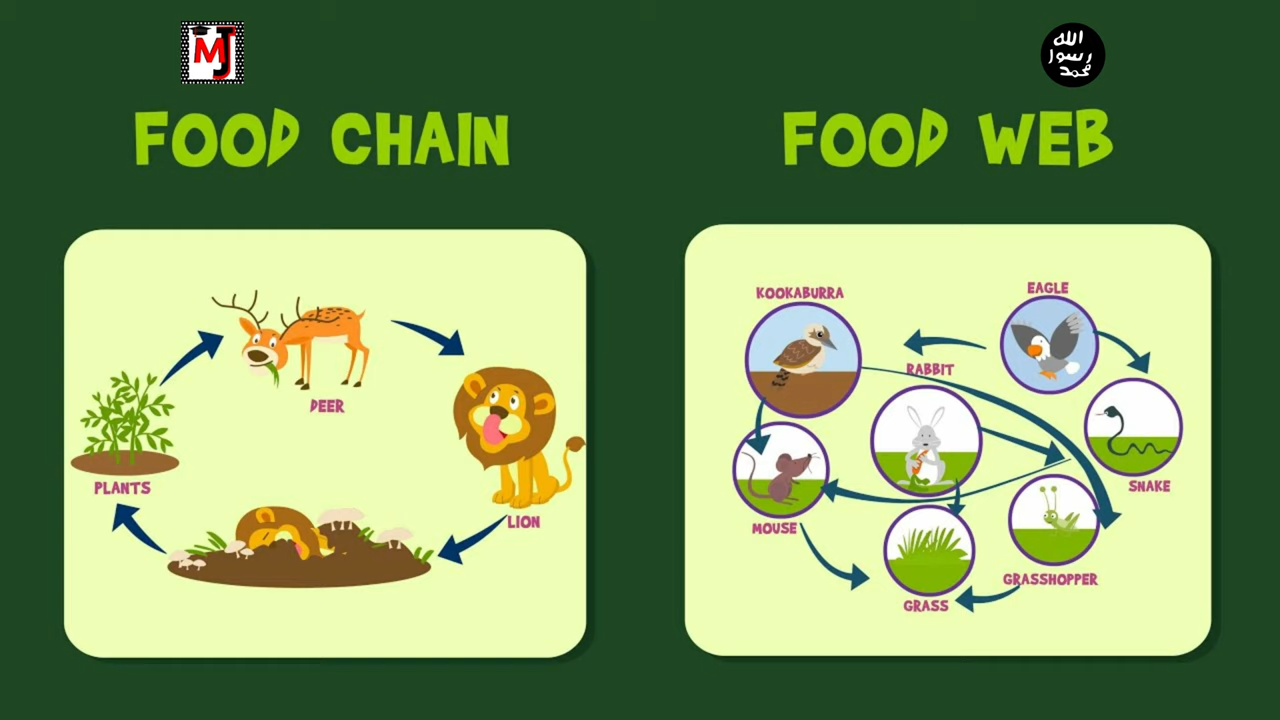 MJ
الله
رسول
محمد
FOOD CHAIN
FOOD WEB
DEER
PLANTS
LION
KOOKABURRA
EAGLE
RABBIT
SNAKE
MOUSE
GRASSHOPPER
GRASS